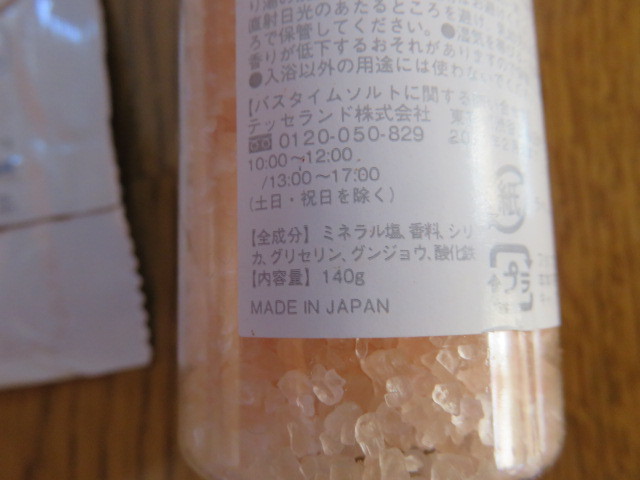 直射日光のあたるところを避け
ろで保管してください。●湿気を
香りが低下するおそれがあります
●入浴以外の用途には使わない
【バスタイムソルトに関する
テッセランド株式会社
0120-050-829
10:00〜12:00
/13:00〜17:00
(土日・祝日を除く)
紙
【全成分】ミネラル塩、香料、シリ
カ、グリセリン、グンジョウ、酸化鉄
プラ
【内容量】140g
MADE IN JAPAN